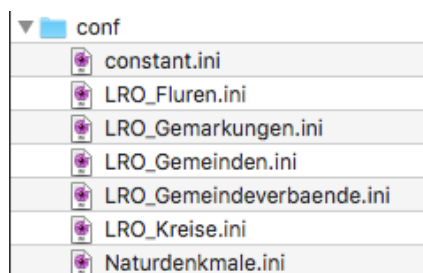 conf
constant.ini
LRO_Fluren.ini
LRO_Gemarkungen.ini
LRO_Gemeinden.ini
LRO_Gemeindeverbaende.ini
LRO_Kreise.ini
Naturdenkmale.ini